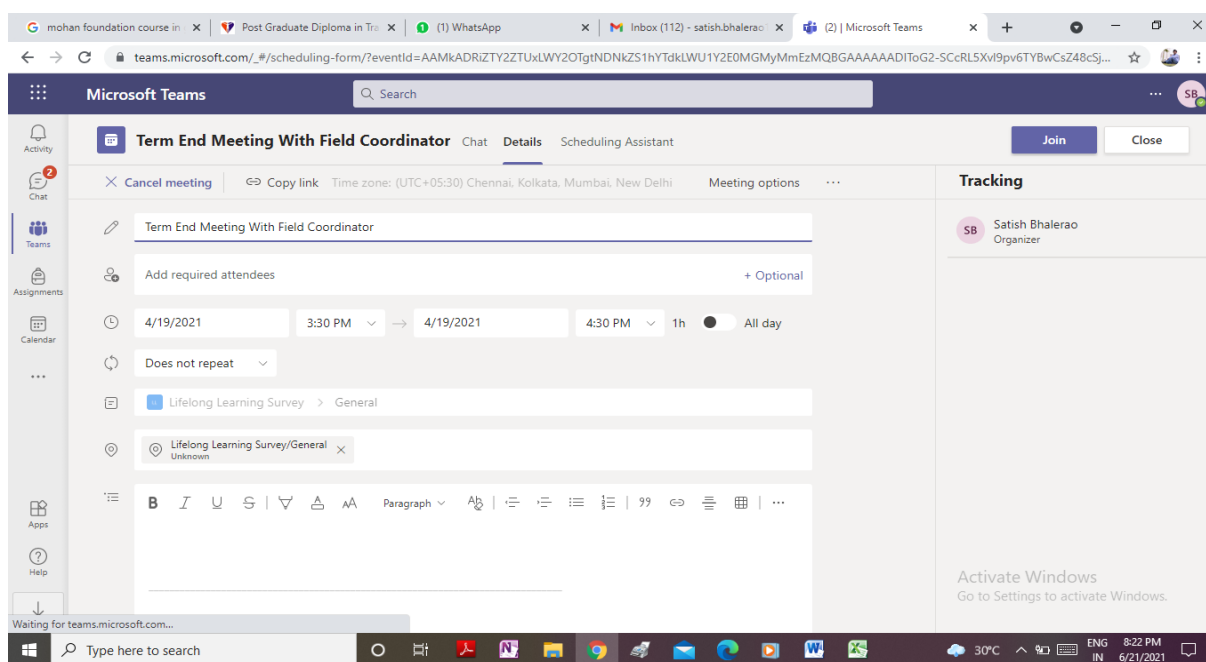 mohan foundation course in
Post Graduate Diploma in Tra
(1) WhatsApp
Inbox (112) - satish.bhalerao
(2) | Microsoft Teams
teams.microsoft.com/_#/scheduling-form/?eventId=AAMkADRiZTY2ZTUxLWY2OTgtNDNkZS1hYTdkLWU1Y2E0MGMyMmEzMQBGAAAAAADIToG2-SCcRL5Xvl9pv6TYBwCsZ48cSj...
Microsoft Teams
Search
SB
Activity
Term End Meeting With Field Coordinator Chat Details Scheduling Assistant
Join
Close
2
Chat
Cancel meeting
Copy link
Time zone: (UTC+05:30) Chennai, Kolkata, Mumbai, New Delhi
Meeting options
Tracking
Teams
Term End Meeting With Field Coordinator
SB
Satish Bhalerao
Organizer
Assignments
Add required attendees
+ Optional
Calendar
4/19/2021
3:30 PM
4/19/2021
4:30 PM
1h
All day
Does not repeat
Lifelong Learning Survey > General
Lifelong Learning Survey/General
Unknown
B I U S A AA Paragraph Ab 99
Apps
Help
Activate Windows
Go to Settings to activate Windows.
Waiting for teams.microsoft.com...
Type here to search
30°C
ENG
IN
8:22 PM
6/21/2021